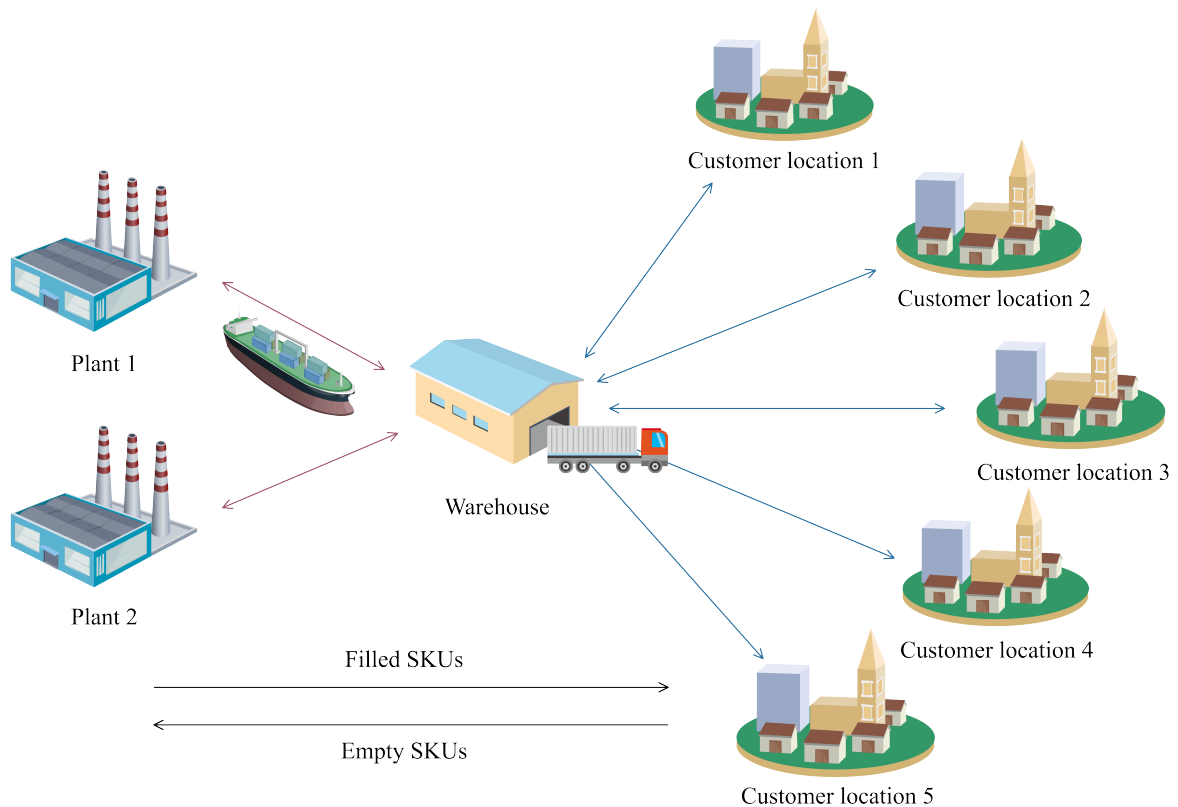 Customer location 1
Customer location 2
Plant 1
Customer location 3
Warehouse
Plant 2
Customer location 4
Filled SKUs
Empty SKUs
Customer location 5